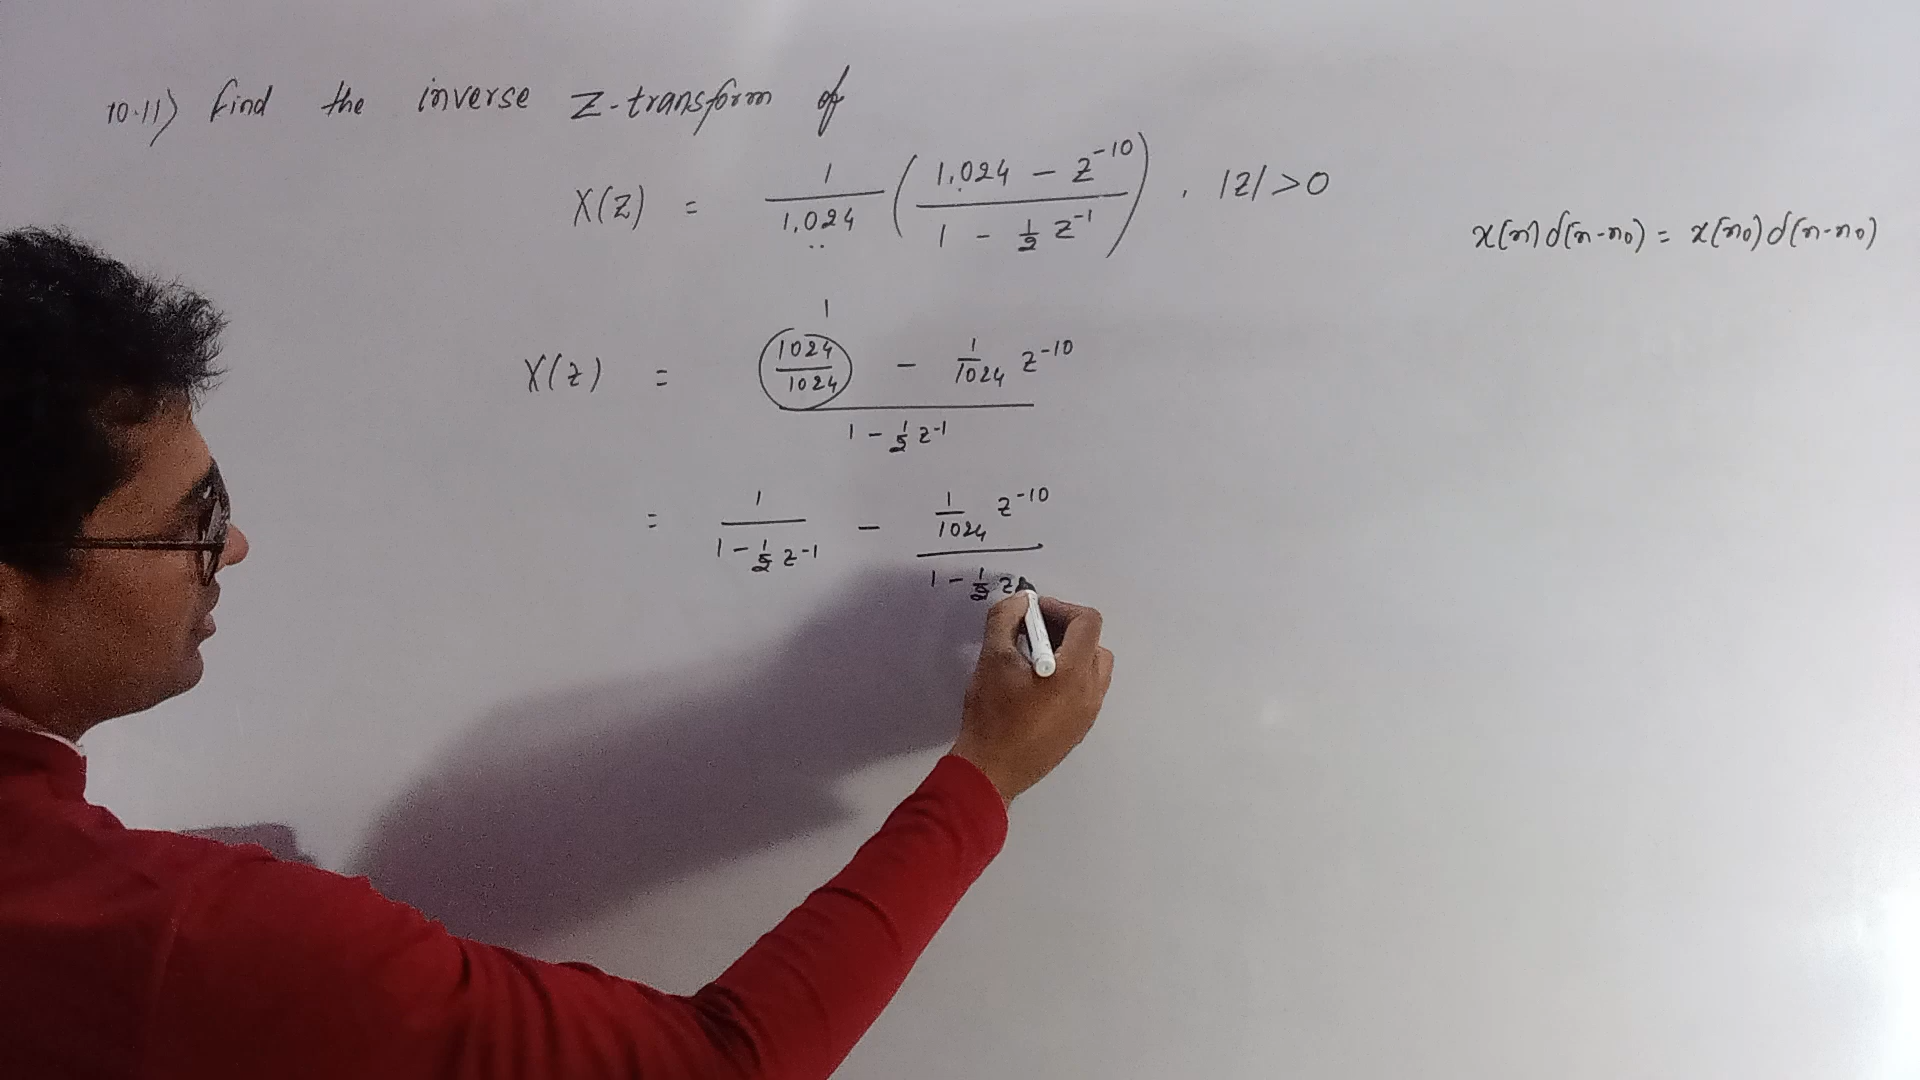 10.11) find the inverse Z-transform of
X(Z) = 1/1,024 ( (1,024 - Z^-10) / (1 - 1/2 Z^-1) ) , |Z| > 0
x(n) d(n-n0) = x(n0) d(n-n0)
1
X(Z) = (1024/1024 - 1/1024 Z^-10) / (1 - 1/2 Z^-1)
= 1 / (1 - 1/2 Z^-1) - (1/1024 Z^-10) / (1 - 1/2 Z